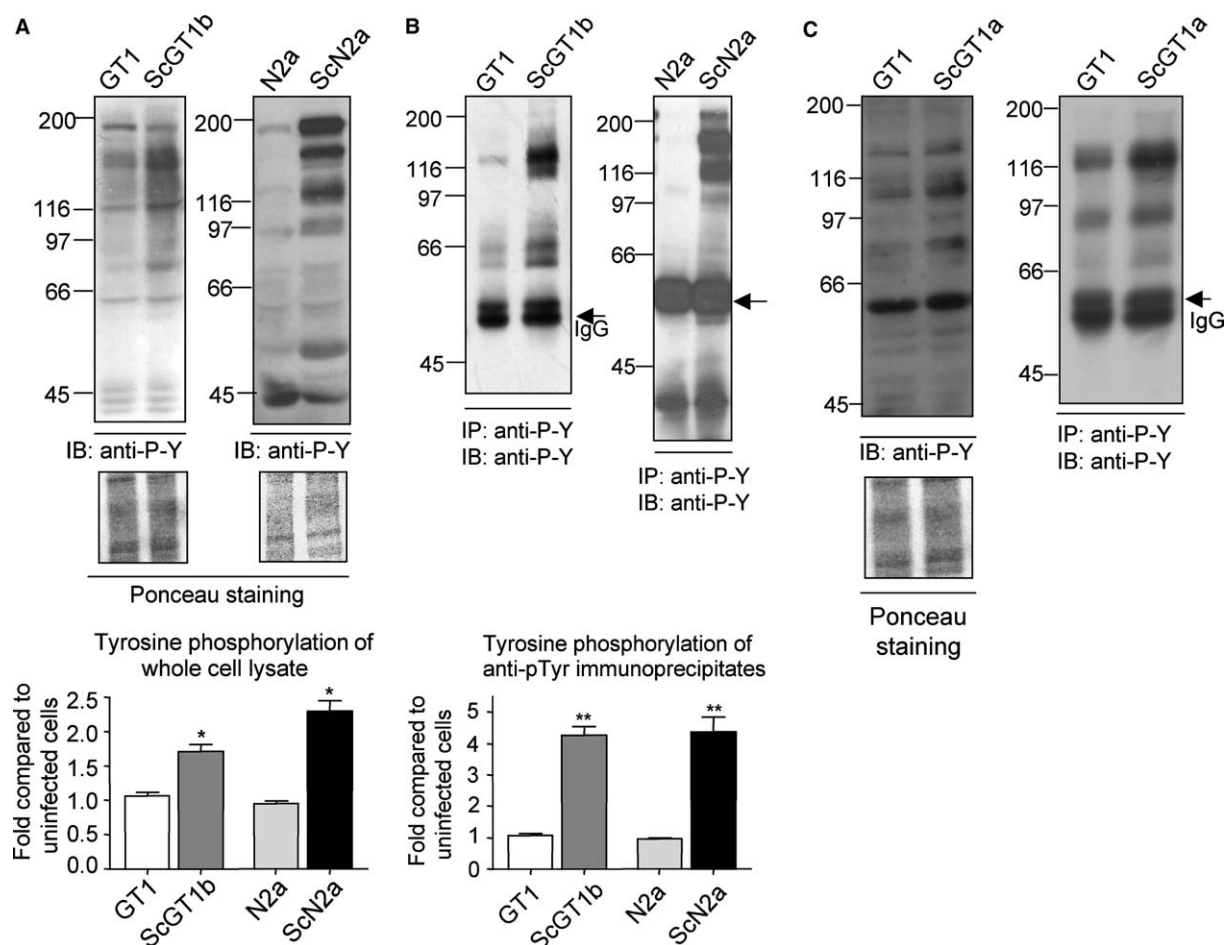 A
GT1
ScGT1b
200
116
97
66
45
IB: anti-P-Y
N2a
ScN2a
200
116
97
66
45
IB: anti-P-Y
Ponceau staining
B
GT1
ScGT1b
200
116
97
66
45
IgG
IP: anti-P-Y
IB: anti-P-Y
N2a
ScN2a
200
116
97
66
45
IP: anti-P-Y
IB: anti-P-Y
C
GT1
ScGT1a
200
116
97
66
45
IB: anti-P-Y
Ponceau
staining
GT1
ScGT1a
200
116
97
66
45
IgG
IP: anti-P-Y
IB: anti-P-Y
Tyrosine phosphorylation of
whole cell lysate
Fold compared to
uninfected cells
2.5
2.0
1.5
1.0
0.5
0.0
*
*
GT1
ScGT1b
N2a
ScN2a
Tyrosine phosphorylation of
anti-pTyr immunoprecipitates
Fold compared to
uninfected cells
5
4
3
2
1
0
**
**
GT1
ScGT1b
N2a
ScN2a